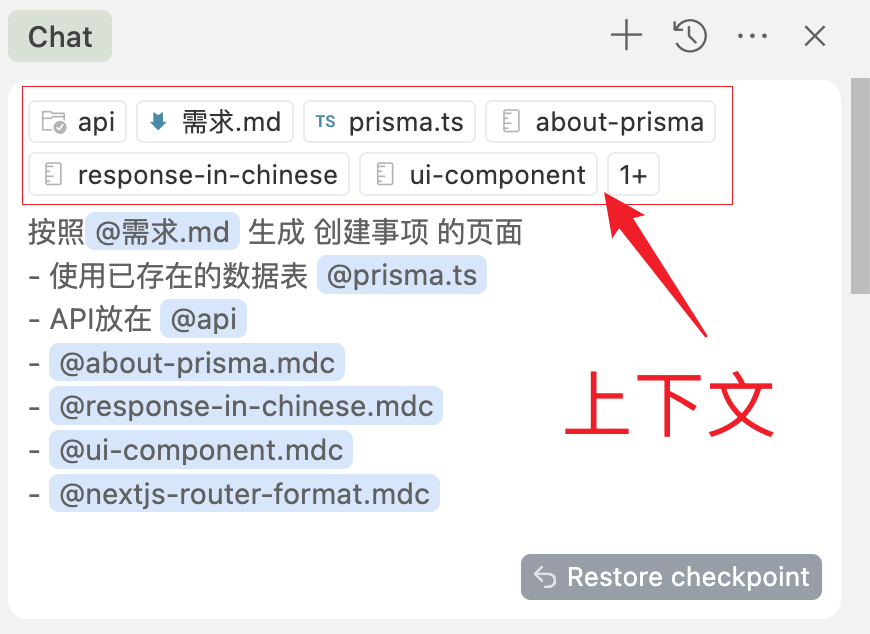 Chat
api 需求.md TS prisma.ts about-prisma
response-in-chinese ui-component 1+
按照 @需求.md 生成 创建事项 的页面
- 使用已存在的数据表 @prisma.ts
- API放在 @api
- @about-prisma.mdc
- @response-in-chinese.mdc
- @ui-component.mdc
- @nextjs-router-format.mdc
上下文
Restore checkpoint